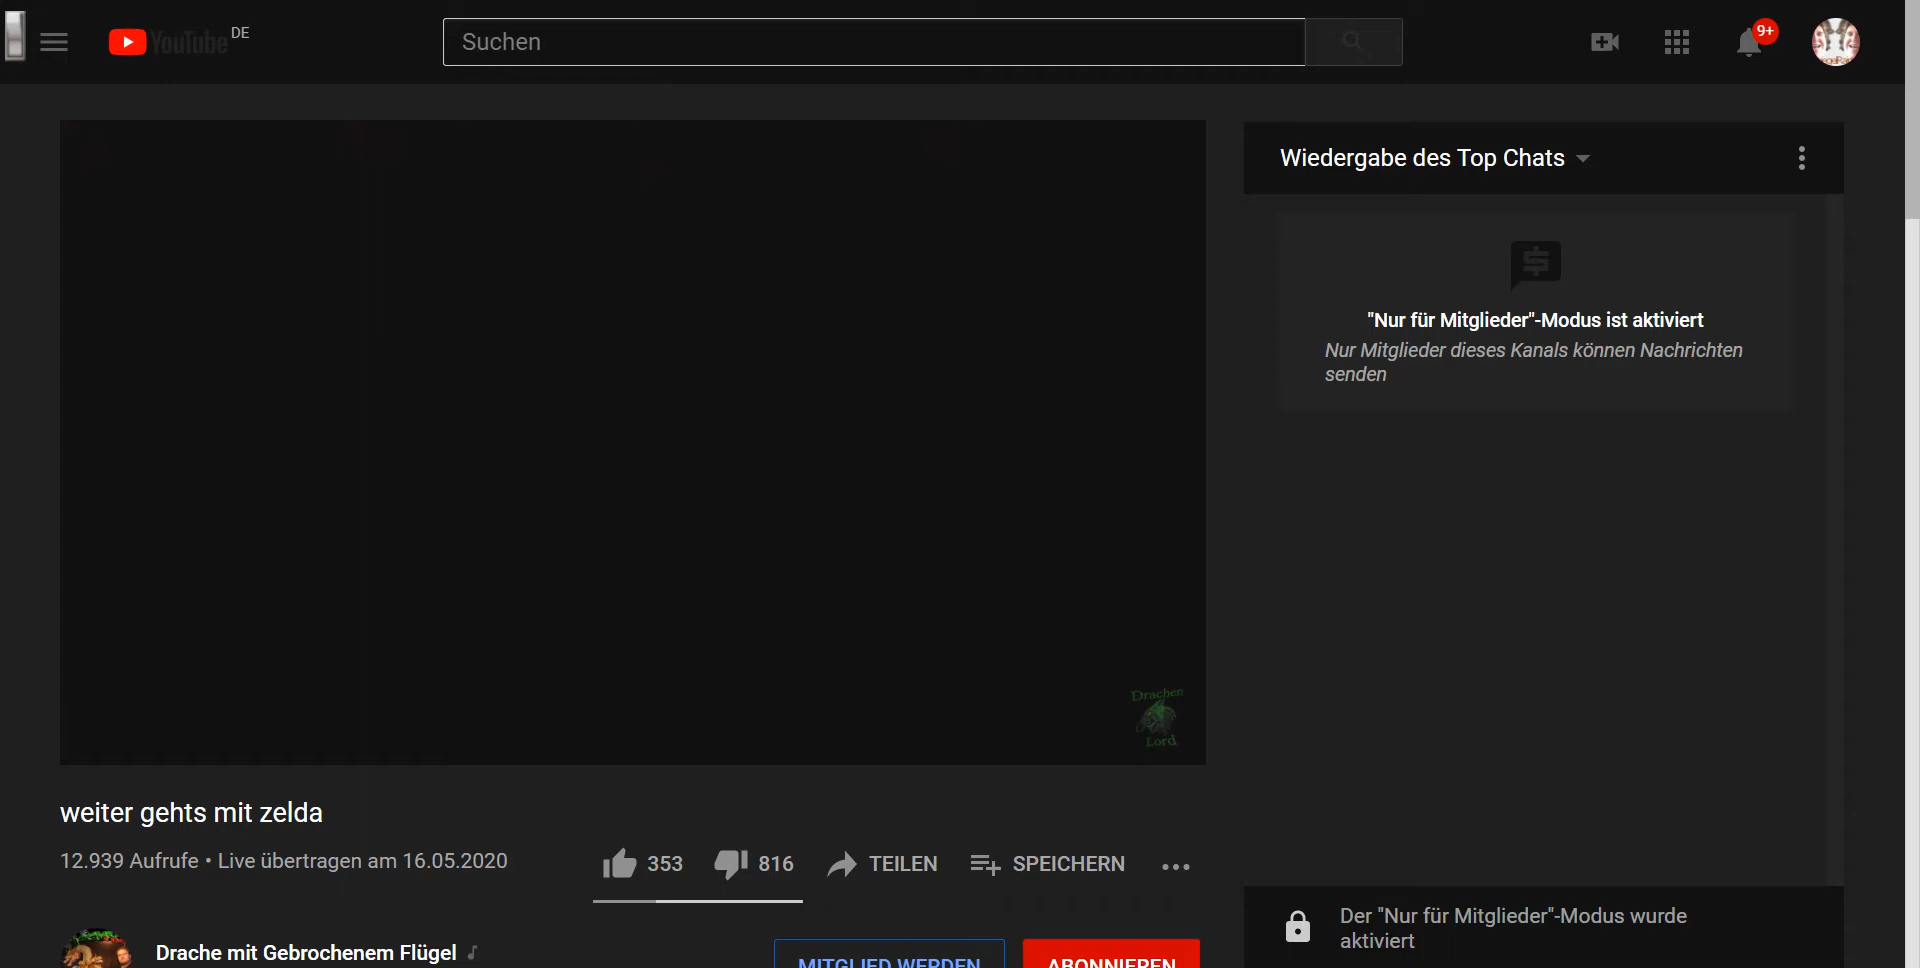 YouTube DE
Suchen
9+
Wiedergabe des Top Chats
"Nur für Mitglieder"-Modus ist aktiviert
Nur Mitglieder dieses Kanals können Nachrichten
senden
Drachen
Lord
weiter gehts mit zelda
12.939 Aufrufe • Live übertragen am 16.05.2020
353 816 TEILEN SPEICHERN
Der "Nur für Mitglieder"-Modus wurde
aktiviert
Drache mit Gebrochenem Flügel
MITGLIED WERDEN ABONNIEREN